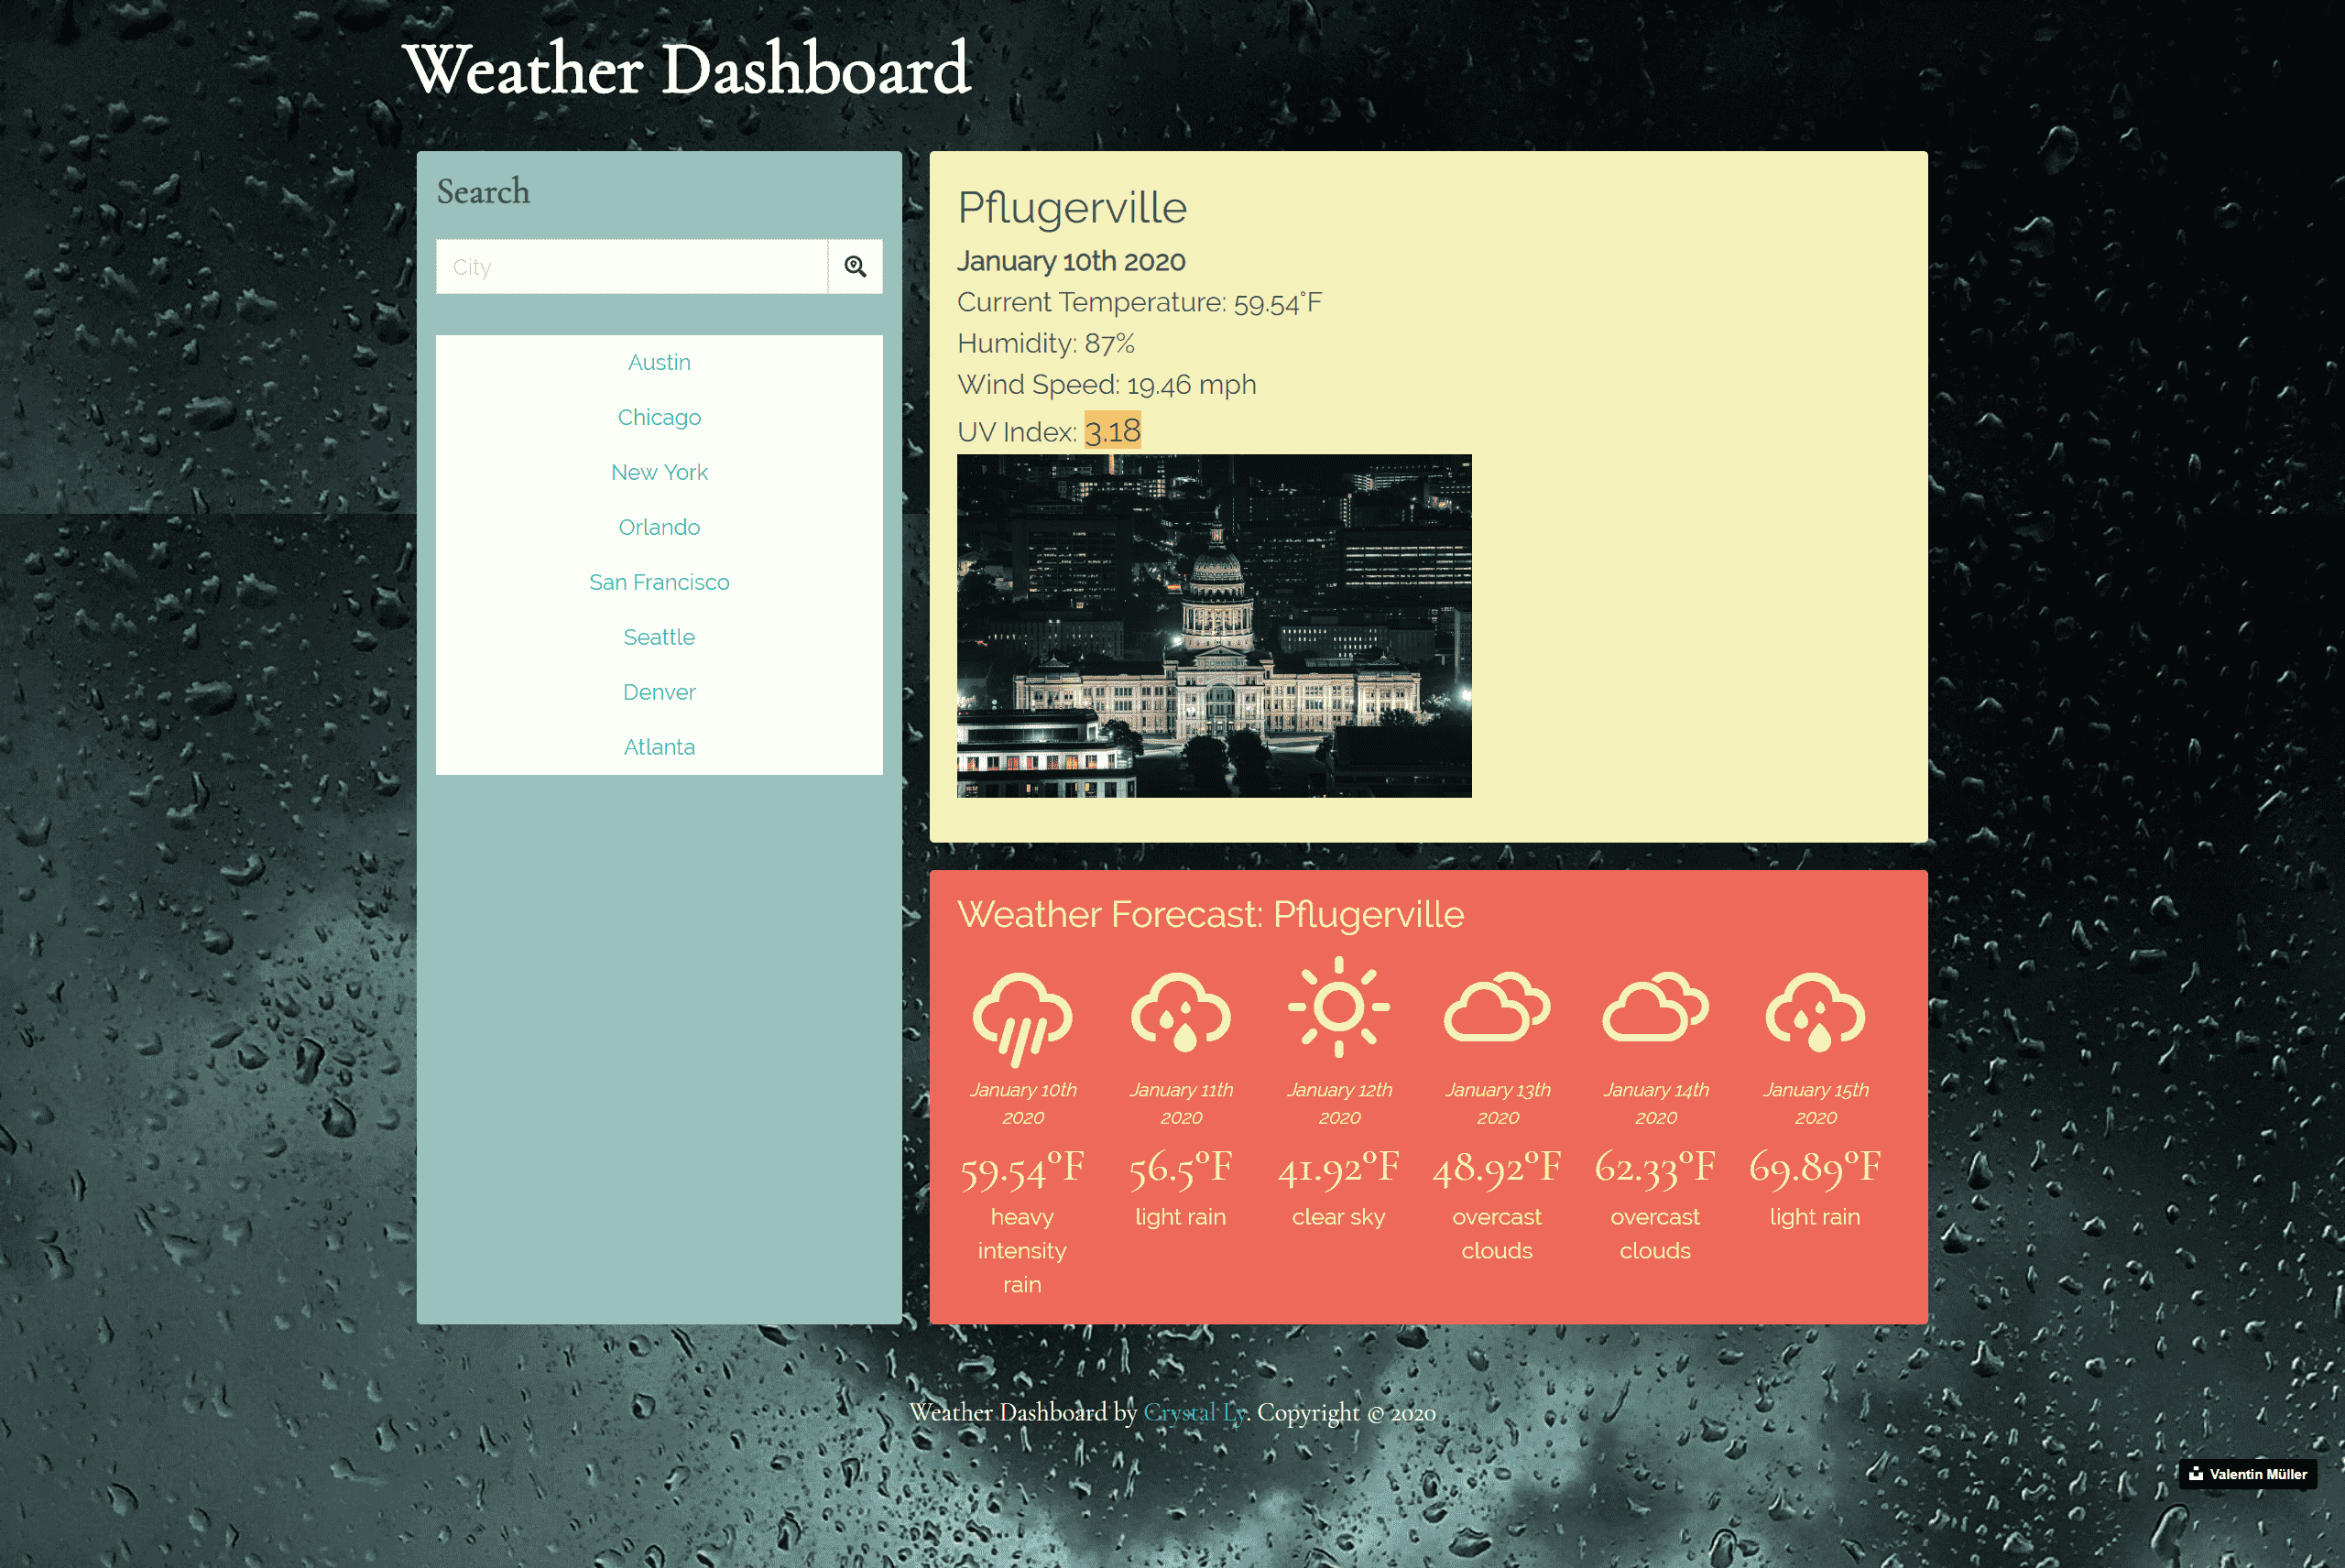 Weather Dashboard
Search
City
Austin
Chicago
New York
Orlando
San Francisco
Seattle
Denver
Atlanta
Pflugerville
January 10th 2020
Current Temperature: 59.54°F
Humidity: 87%
Wind Speed: 19.46 mph
UV Index: 3.18
Weather Forecast: Pflugerville
January 10th
2020
59.54°F
heavy
intensity
rain
January 11th
2020
56.5°F
light rain
January 12th
2020
41.92°F
clear sky
January 13th
2020
48.92°F
overcast
clouds
January 14th
2020
62.33°F
overcast
clouds
January 15th
2020
69.89°F
light rain
Weather Dashboard by Crystal Ly. Copyright © 2020
Valentin Müller